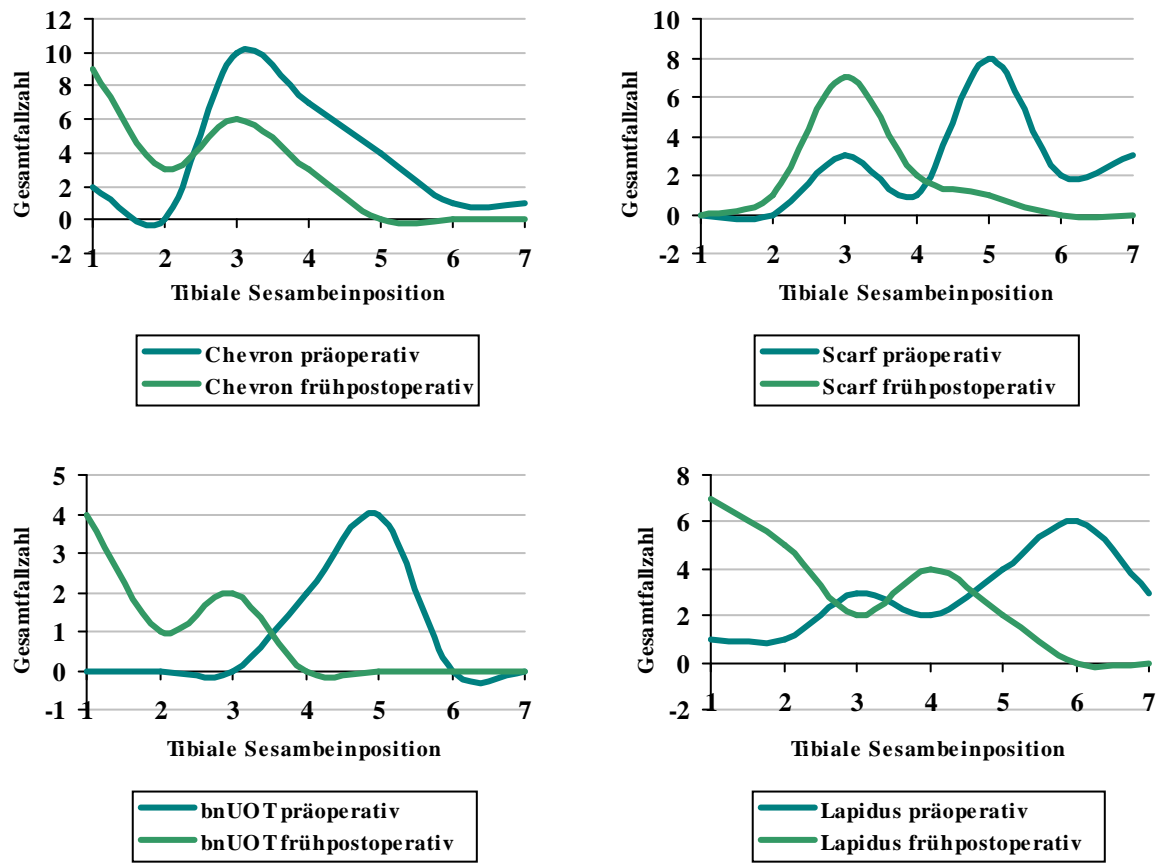 Gesamtfallzahl
12
10
8
6
4
2
0
-2
1 2 3 4 5 6 7
Tibiale Sesambeinposition
Chevron präoperativ
Chevron frühpostoperativ
Gesamtfallzahl
10
8
6
4
2
0
-2
1 2 3 4 5 6 7
Tibiale Sesambeinposition
Scarf präoperativ
Scarf frühpostoperativ
Gesamtfallzahl
5
4
3
2
1
0
-1
1 2 3 4 5 6 7
Tibiale Sesambeinposition
bnUOT präoperativ
bnUOT frühpostoperativ
Gesamtfallzahl
8
6
4
2
0
-2
1 2 3 4 5 6 7
Tibiale Sesambeinposition
Lapidus präoperativ
Lapidus frühpostoperativ